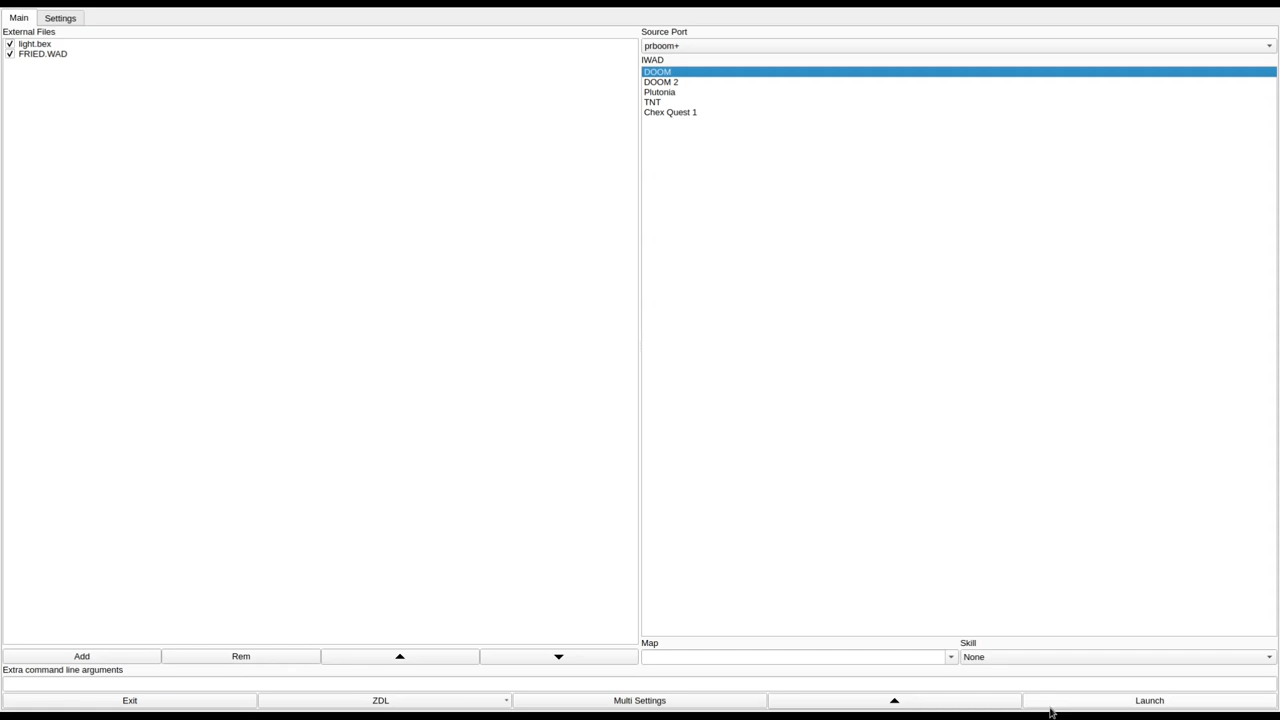 Main Settings
External Files
light.bex
FRIED.WAD
Source Port
prboom+
IWAD
DOOM
DOOM 2
Plutonia
TNT
Chex Quest 1
Map Skill
None
Add Rem
Extra command line arguments
Exit ZDL Multi Settings Launch